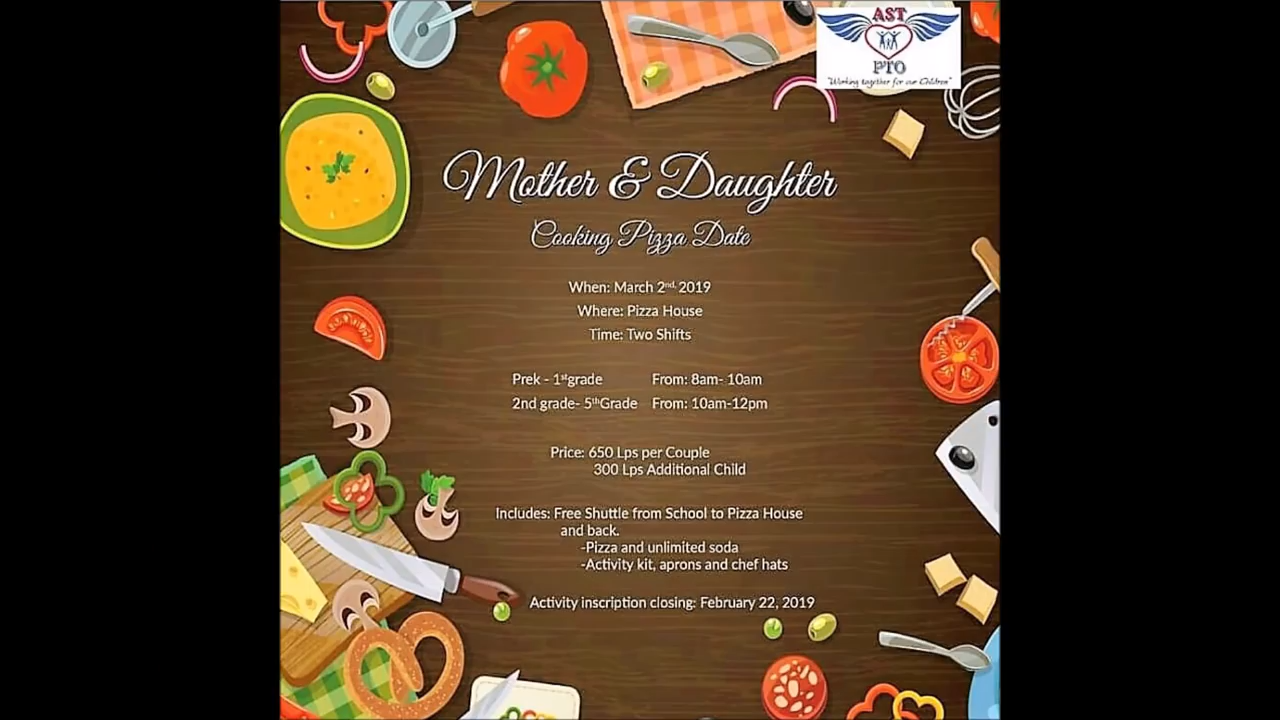 AST
PTO
"Working together for our Children"
Mother & Daughter
Cooking Pizza Date
When: March 2nd, 2019
Where: Pizza House
Time: Two Shifts
Prek - 1stgrade From: 8am- 10am
2nd grade- 5thGrade From: 10am-12pm
Price: 650 Lps per Couple
300 Lps Additional Child
Includes: Free Shuttle from School to Pizza House
and back.
-Pizza and unlimited soda
-Activity kit, aprons and chef hats
Activity inscription closing: February 22, 2019